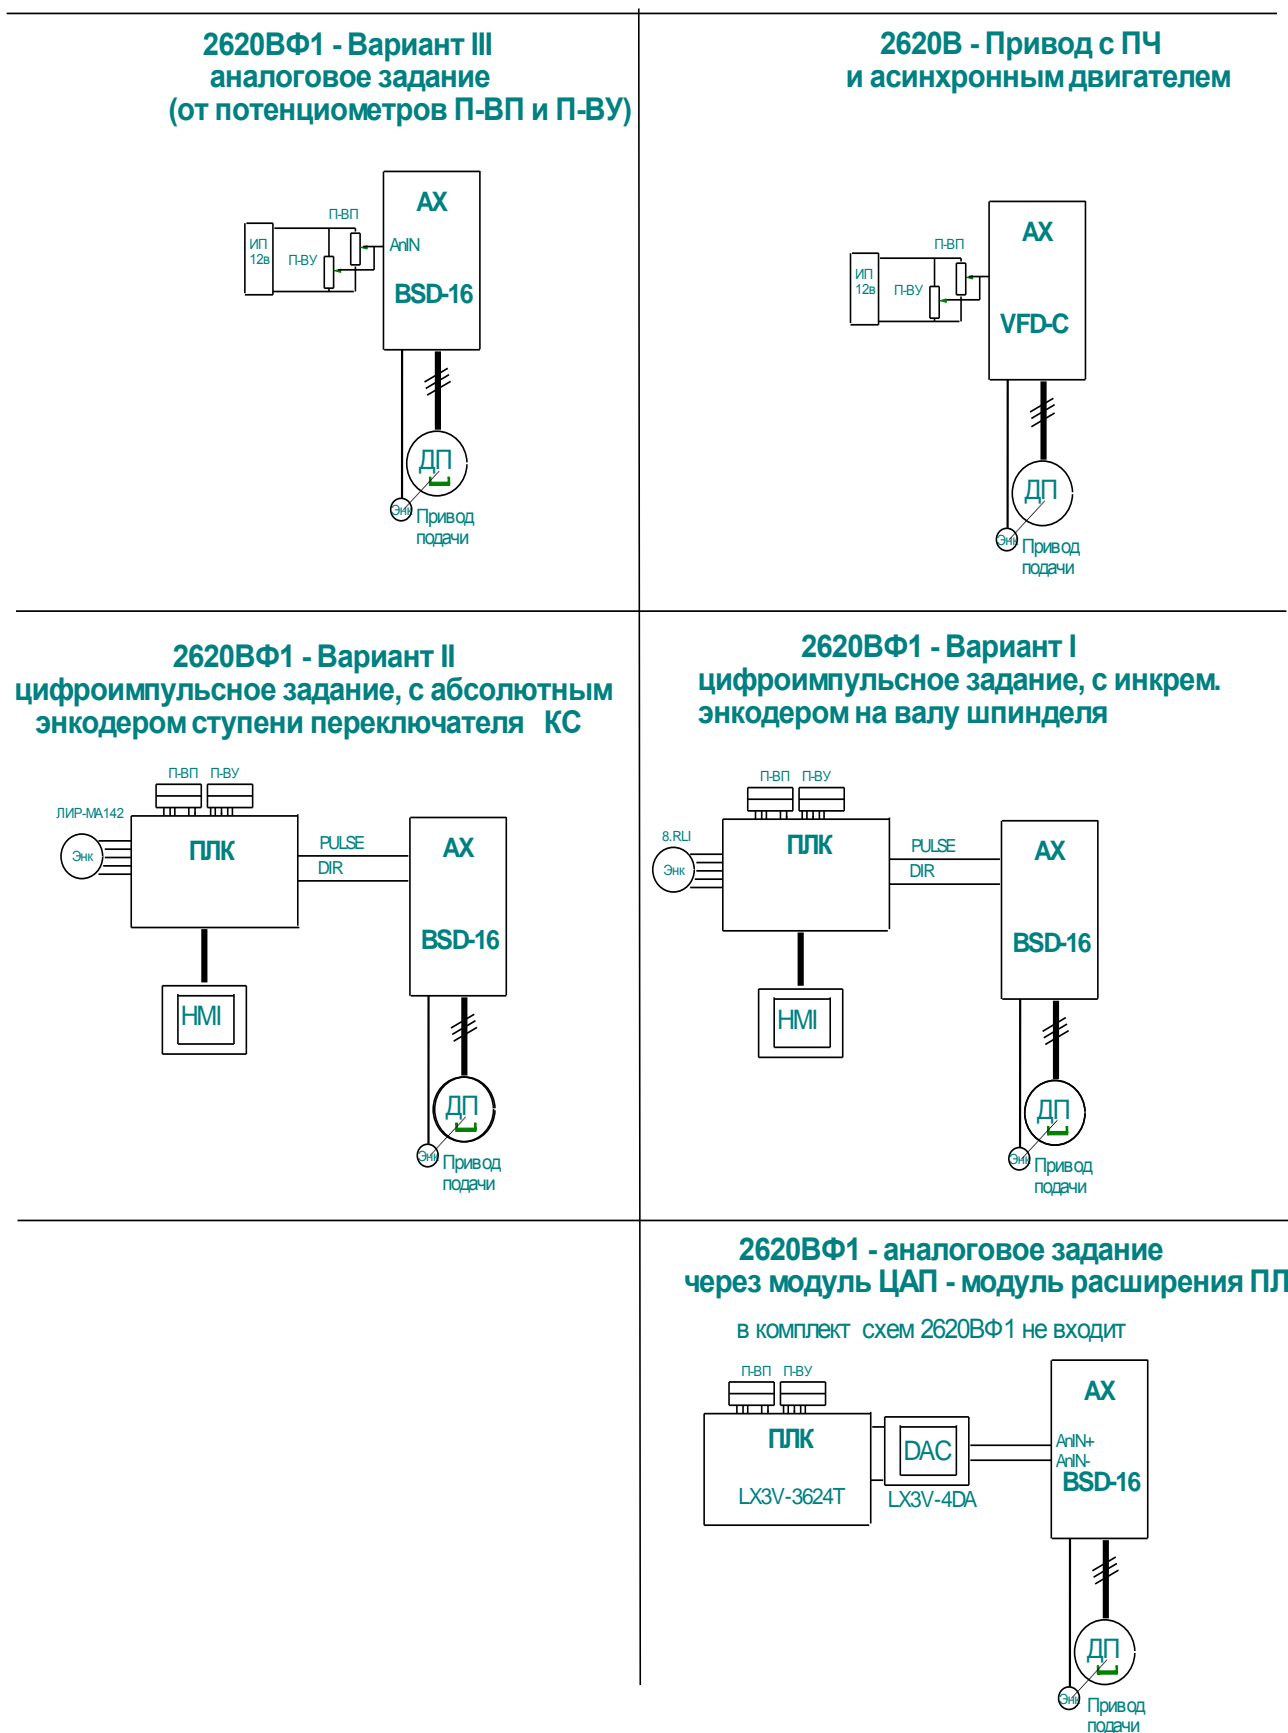 2620ВФ1 - Вариант III
аналоговое задание
(от потенциометров П-ВП и П-ВУ)
П-ВП
ИП
12в
П-ВУ
AX
AnIN
BSD-16
ДП
Энк
Привод
подачи
2620В - Привод с ПЧ
и асинхронным двигателем
П-ВП
ИП
12в
П-ВУ
AX
VFD-C
ДП
Энк
Привод
подачи
2620ВФ1 - Вариант II
цифроимпульсное задание, с абсолютным
энкодером ступени переключателя КС
П-ВП П-ВУ
ЛИР-МА142
Энк
ПЛК
PULSE
DIR
AX
BSD-16
HMI
ДП
Энк
Привод
подачи
2620ВФ1 - Вариант I
цифроимпульсное задание, с инкрем.
энкодером на валу шпинделя
П-ВП П-ВУ
8.RLI
Энк
ПЛК
PULSE
DIR
AX
BSD-16
HMI
ДП
Энк
Привод
подачи
2620ВФ1 - аналоговое задание
через модуль ЦАП - модуль расширения ПЛ
в комплект схем 2620ВФ1 не входит
П-ВП П-ВУ
ПЛК
LX3V-3624T
DAC
LX3V-4DA
AX
AnIN+
AnIN-
BSD-16
ДП
Энк
Привод
подачи